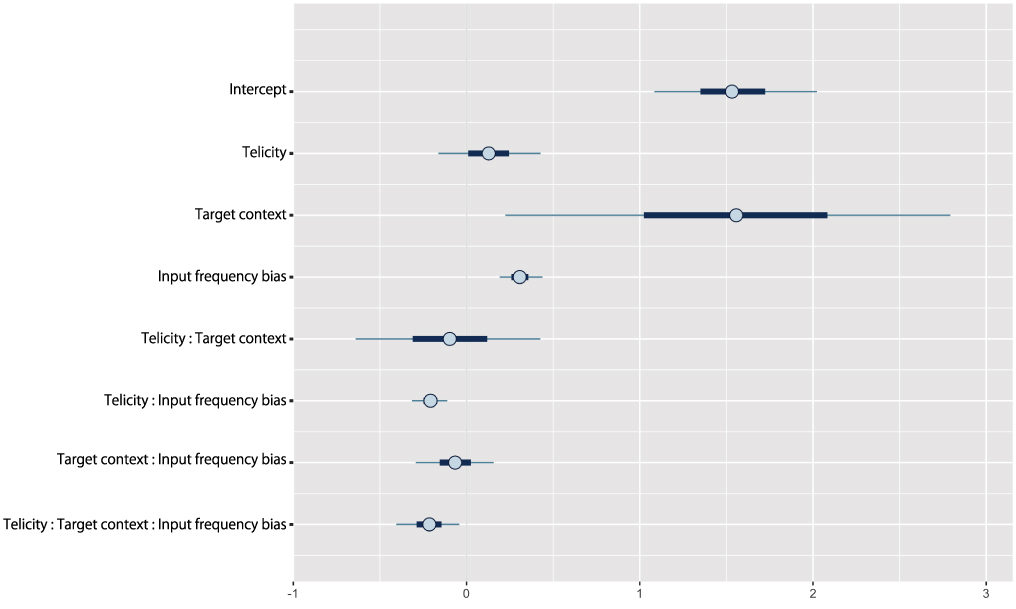 Intercept
Telicity
Target context
Input frequency bias
Telicity : Target context
Telicity : Input frequency bias
Target context : Input frequency bias
Telicity : Target context : Input frequency bias
-1 0 1 2 3